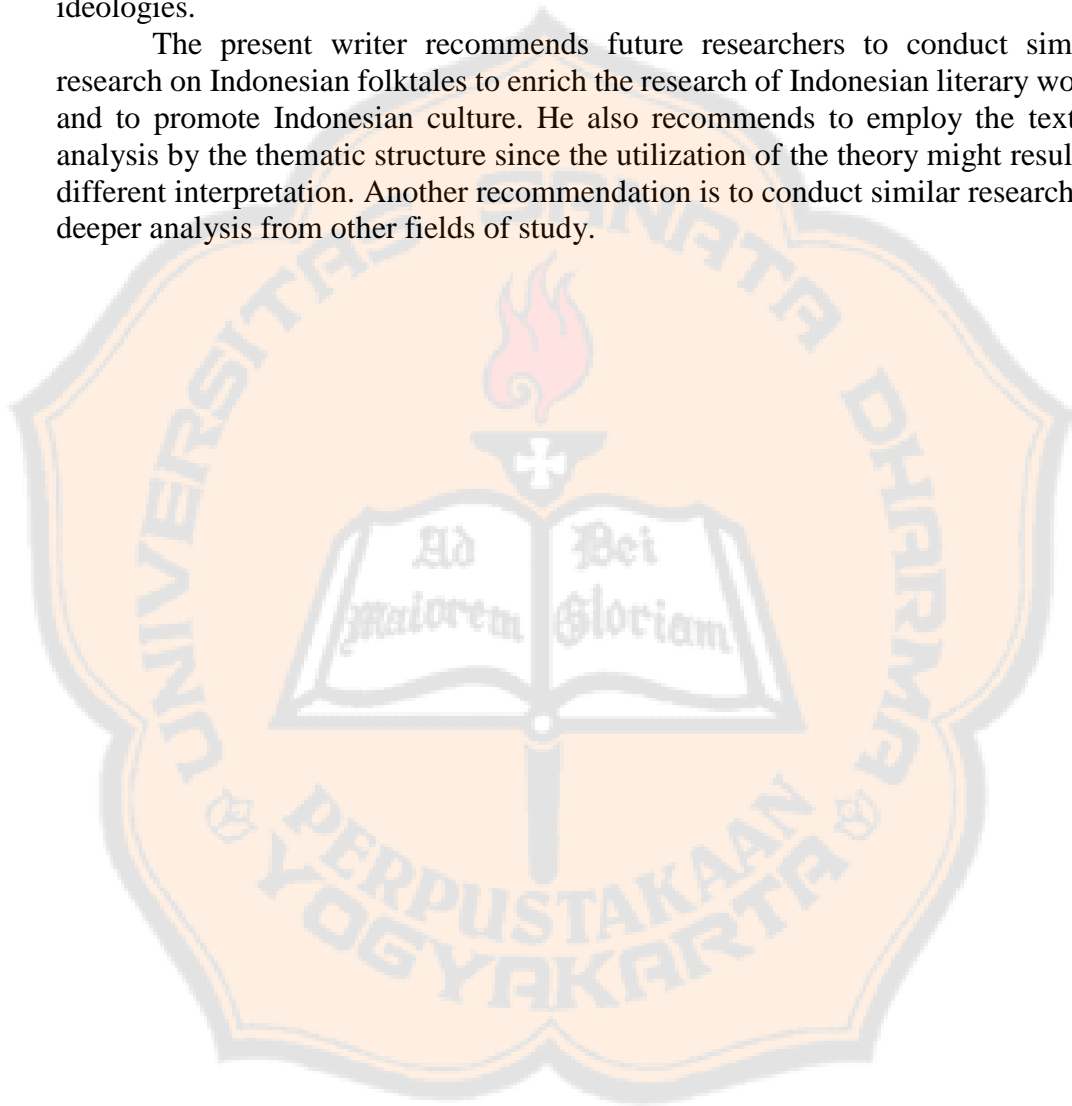 ideologies.
The present writer recommends future researchers to conduct sim
research on Indonesian folktales to enrich the research of Indonesian literary wo
and to promote Indonesian culture. He also recommends to employ the text
analysis by the thematic structure since the utilization of the theory might resul
different interpretation. Another recommendation is to conduct similar research
deeper analysis from other fields of study.
UNIVERSITAS SANATA DHARMA
Ad Dei
Maiorem Gloriam
PERPUSTAKAAN
YOGYAKARTA